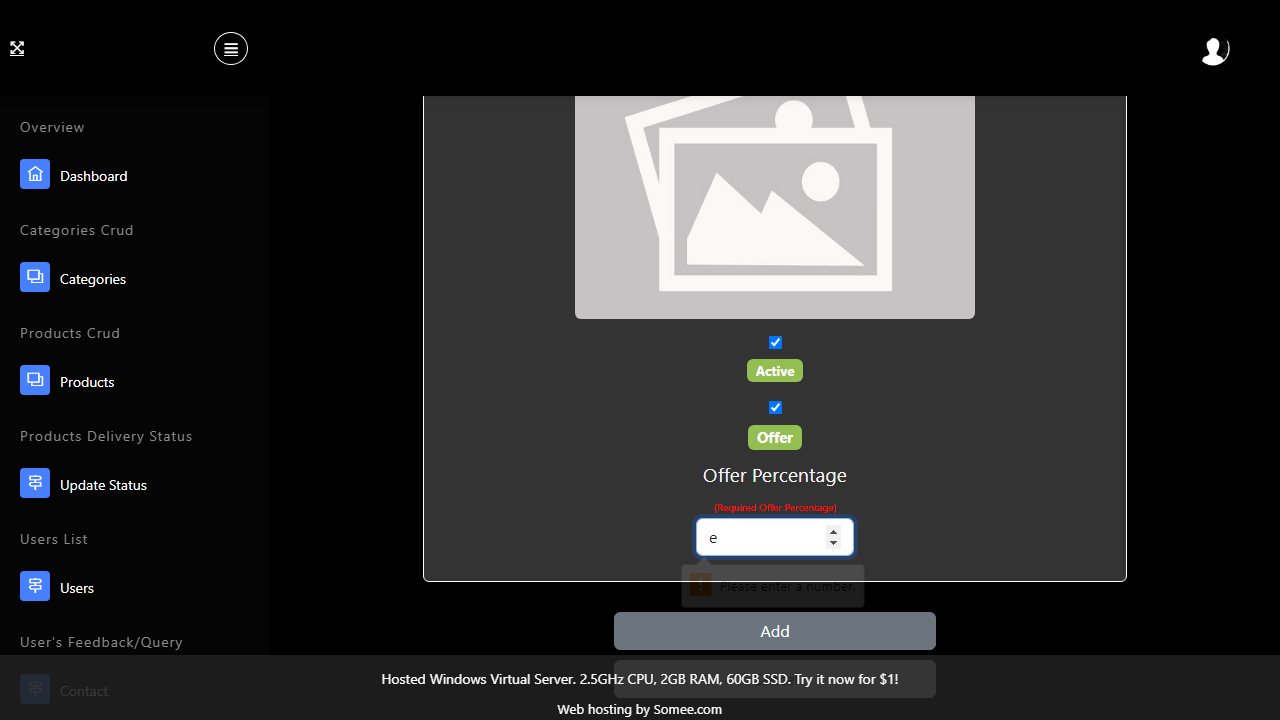 Overview
Dashboard
Categories Crud
Categories
Products Crud
Products
Products Delivery Status
Update Status
Users List
Users
User's Feedback/Query
Contact
Active
Offer
Offer Percentage
(Required Offer Percentage)
e
Please enter a number.
Add
Hosted Windows Virtual Server. 2.5GHz CPU, 2GB RAM, 60GB SSD. Try it now for $1!
Web hosting by Somee.com